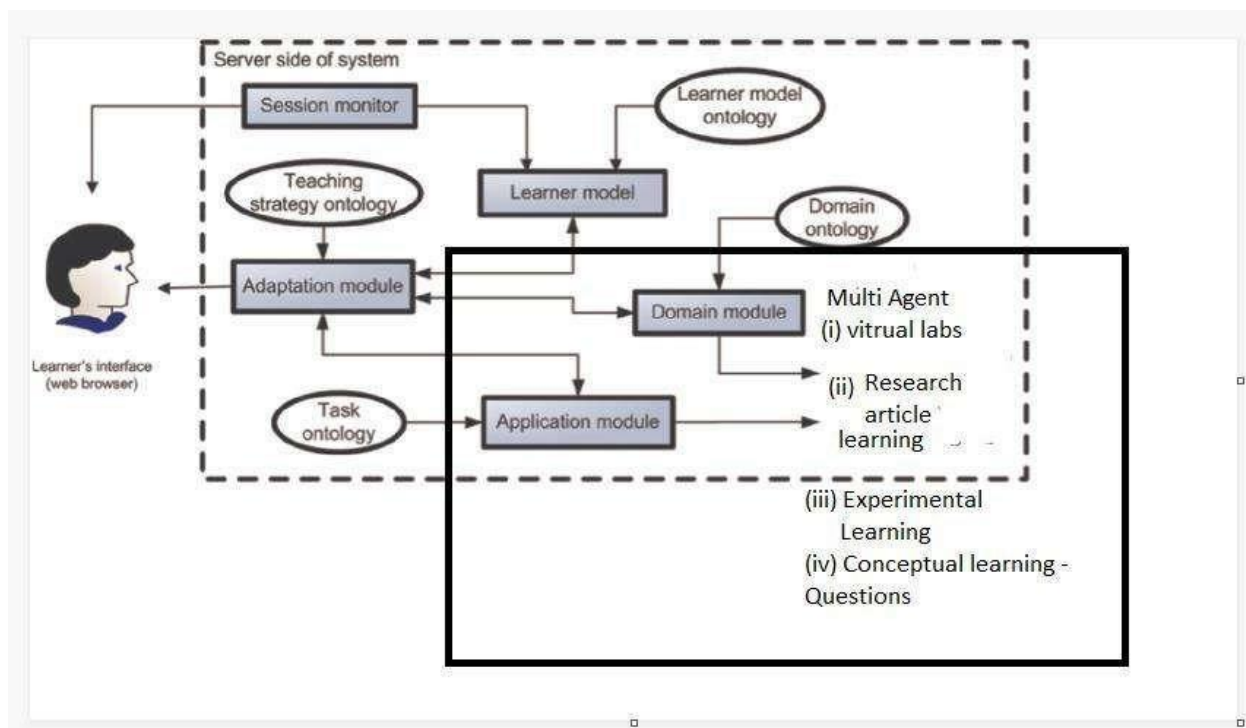 Server side of system
Session monitor
Learner model
ontology
Teaching
strategy ontology
Learner model
Domain
ontology
Adaptation module
Domain module
Multi Agent
(i) vitrual labs
Learner's interface
(web browser)
(ii) Research
article
learning
Task
ontology
Application module
(iii) Experimental
Learning
(iv) Conceptual learning -
Questions